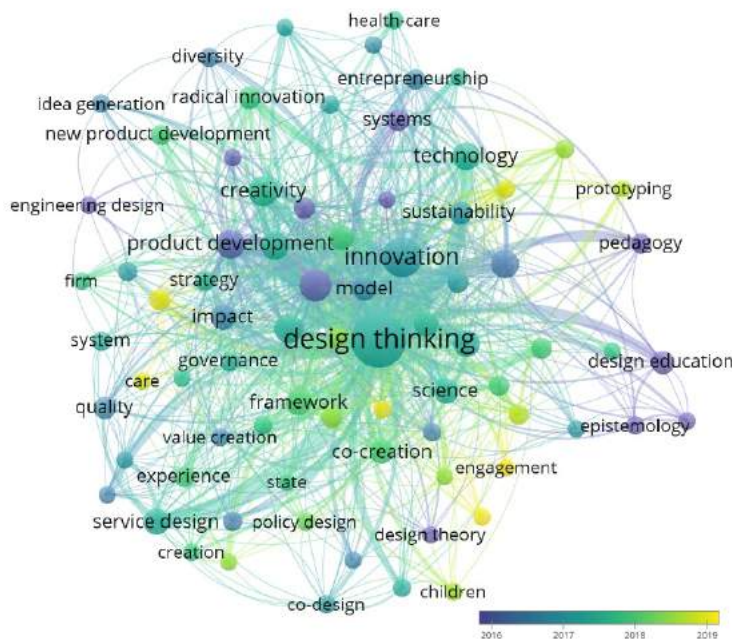 health-care
diversity
entrepreneurship
idea generation
radical innovation
systems
new product development
technology
creativity
prototyping
engineering design
sustainability
product development
innovation
pedagogy
firm
strategy
model
impact
system
design thinking
governance
design education
care
science
quality
framework
value creation
epistemology
co-creation
engagement
experience
state
service design
policy design
design theory
creation
children
co-design
2016 2017 2018 2019